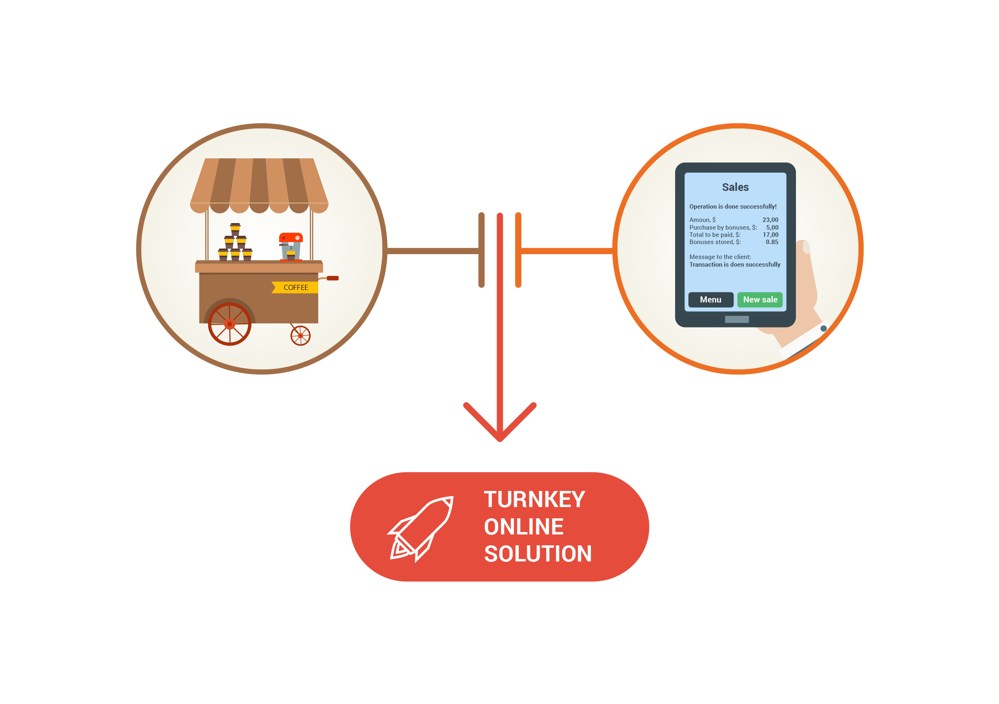 COFFEE
Sales
Operation is done successfully!
Amoun, $ 23,00
Purchase by bonuses, $: 5,00
Total to be paid, $: 17,00
Bonuses stored, $: 0.85
Message to the client:
Transaction is doen successfully
Menu New sale
TURNKEY
ONLINE
SOLUTION